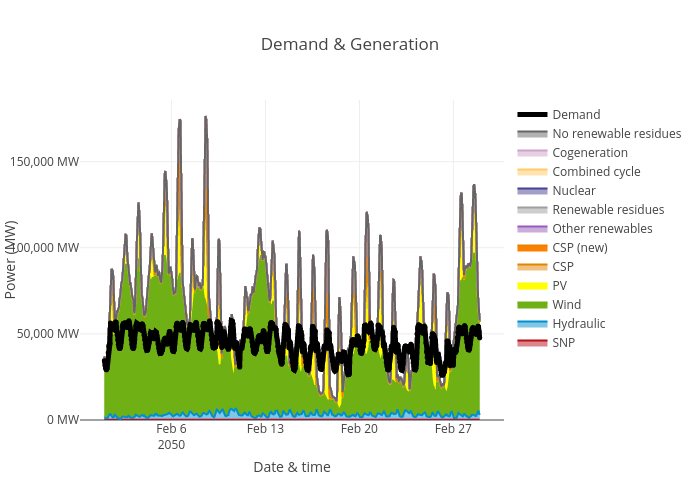 Demand & Generation
Power (MW)
150,000 MW
100,000 MW
50,000 MW
0 MW
Feb 6
2050
Feb 13
Feb 20
Feb 27
Date & time
Demand
No renewable residues
Cogeneration
Combined cycle
Nuclear
Renewable residues
Other renewables
CSP (new)
CSP
PV
Wind
Hydraulic
SNP